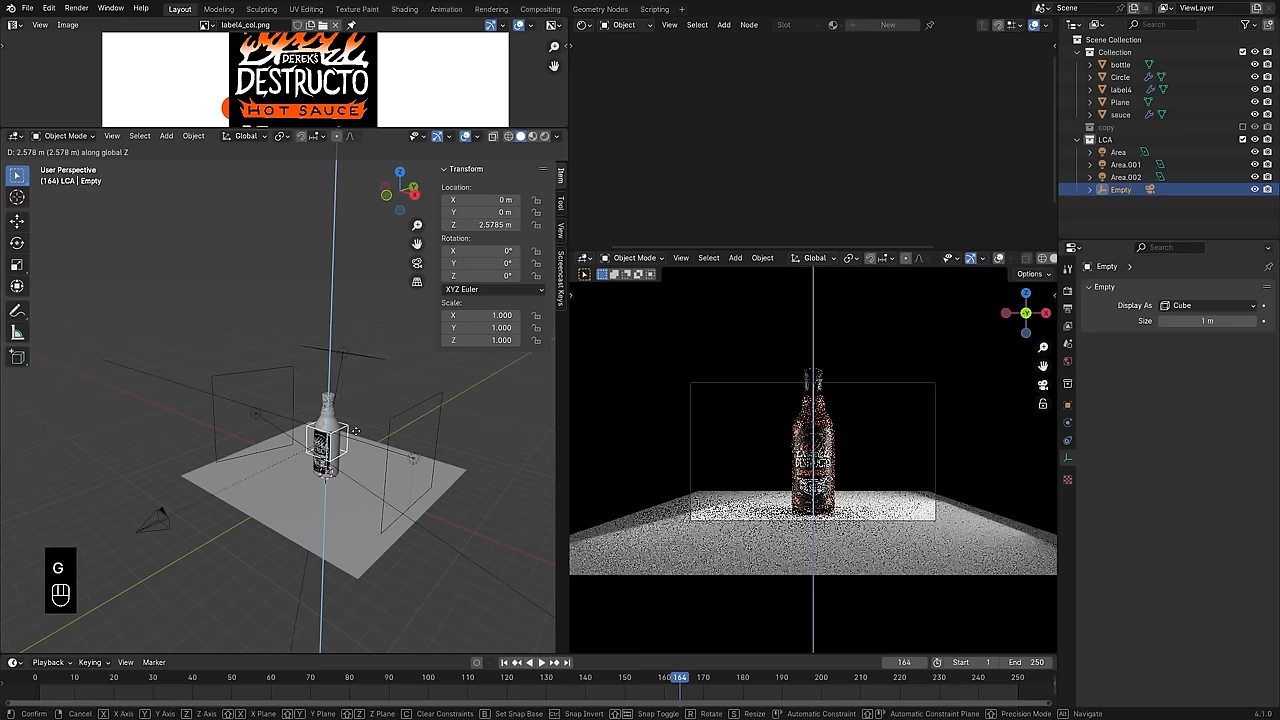 File Edit Render Window Help Layout Modeling Sculpting UV Editing Texture Paint Shading Animation Rendering Compositing Geometry Nodes Scripting + Scene ViewLayer
View Image label4_col.png
Object View Select Add Node Slot New
Search
DEREK'S
DESTRUCTO
HOT SAUCE
Scene Collection
Collection
bottle
Circle
label4
Plane
sauce
copy
LCA
Area
Area.001
Area.002
Empty
Object Mode View Select Add Object Global
D: 2.578 m (2.578 m) along global Z
User Perspective
(164) LCA | Empty
Transform
Location:
X 0 m
Y 0 m
Z 2.5785 m
Rotation:
X 0°
Y 0°
Z 0°
XYZ Euler
Scale:
X 1.000
Y 1.000
Z 1.000
Item
Tool
View
Screencast Keys
Object Mode View Select Add Object Global
Options
Search
Empty
Empty
Display As Cube
Size 1 m
G
Playback Keying View Marker 164 Start 1 End 250
0 10 20 30 40 50 60 70 80 90 100 110 120 130 140 150 160 164 170 180 190 200 210 220 230 240 250
Confirm Cancel X X Axis Y Y Axis Z Z Axis X X Plane Y Y Plane Z Z Plane C Clear Constraints B Set Snap Base Snap Invert Snap Toggle R Rotate S Resize Automatic Constraint Automatic Constraint Plane Precision Mode Alt Navigate 4.1.0